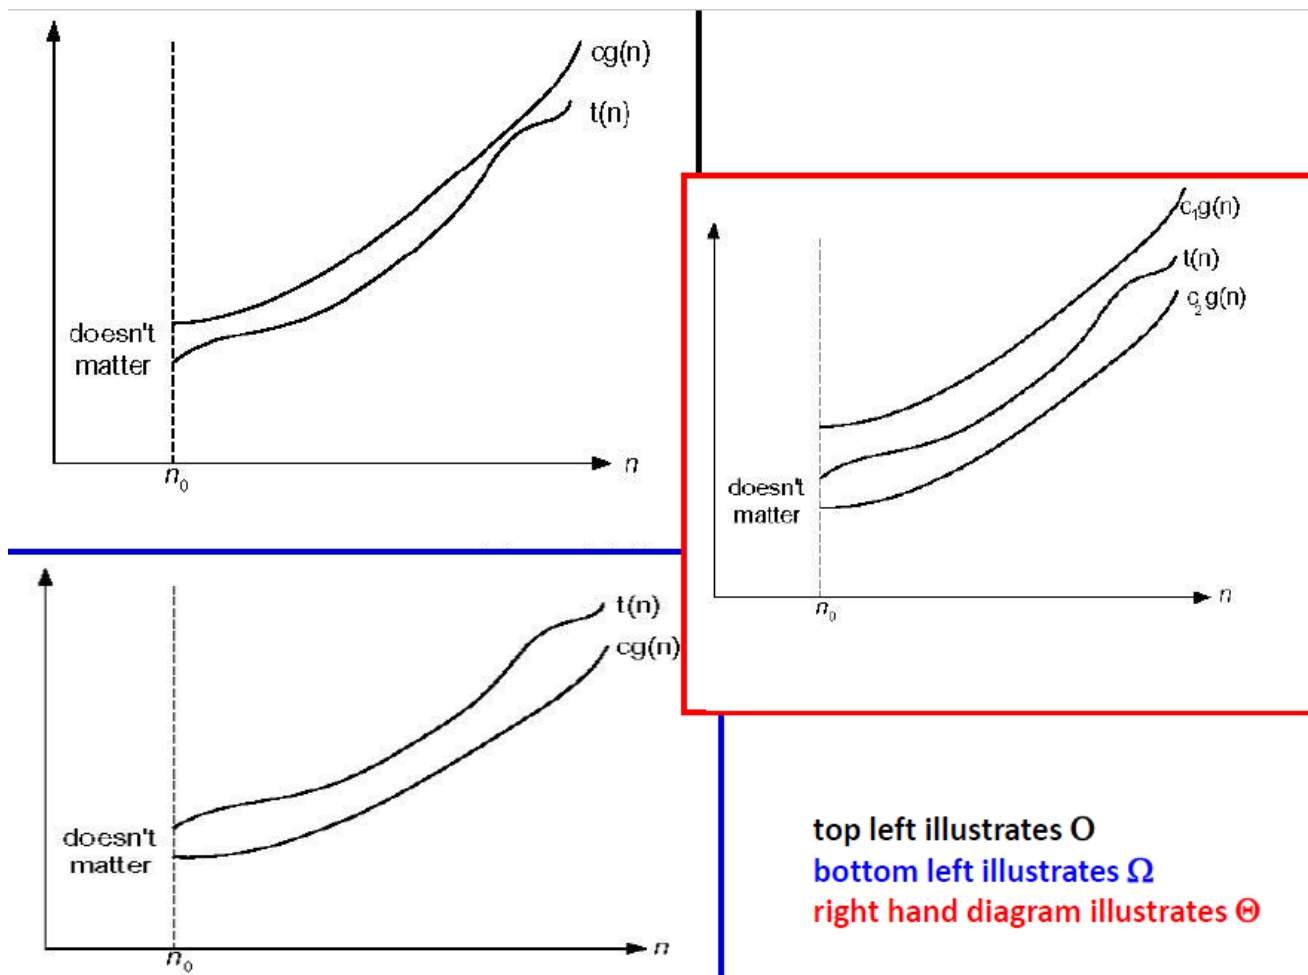 cg(n)
t(n)
doesn't
matter
n₀
n
c₁g(n)
t(n)
c₂g(n)
doesn't
matter
n₀
n
t(n)
cg(n)
doesn't
matter
n₀
n
top left illustrates O
bottom left illustrates Ω
right hand diagram illustrates Θ